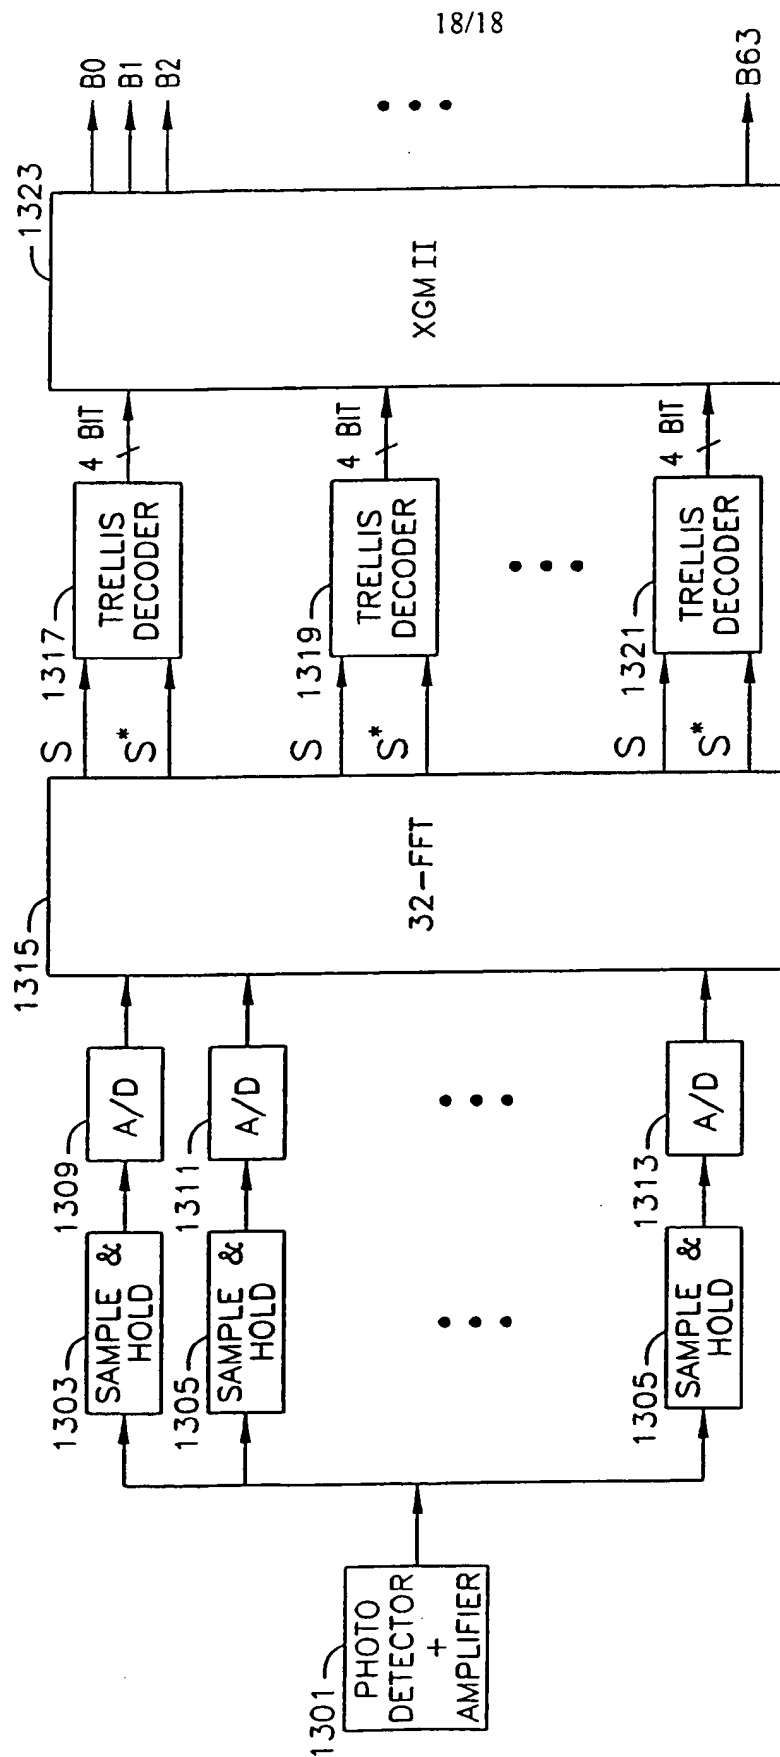 18/18
1301
PHOTO
DETECTOR
+
AMPLIFIER
1303
SAMPLE &
HOLD
1305
SAMPLE &
HOLD
1305
SAMPLE &
HOLD
1309
A/D
1311
A/D
1313
A/D
1315
32-FFT
S
S*
S
S*
S
S*
1317
TRELLIS
DECODER
1319
TRELLIS
DECODER
1321
TRELLIS
DECODER
4 BIT
4 BIT
4 BIT
1323
XGM II
B0
B1
B2
B63